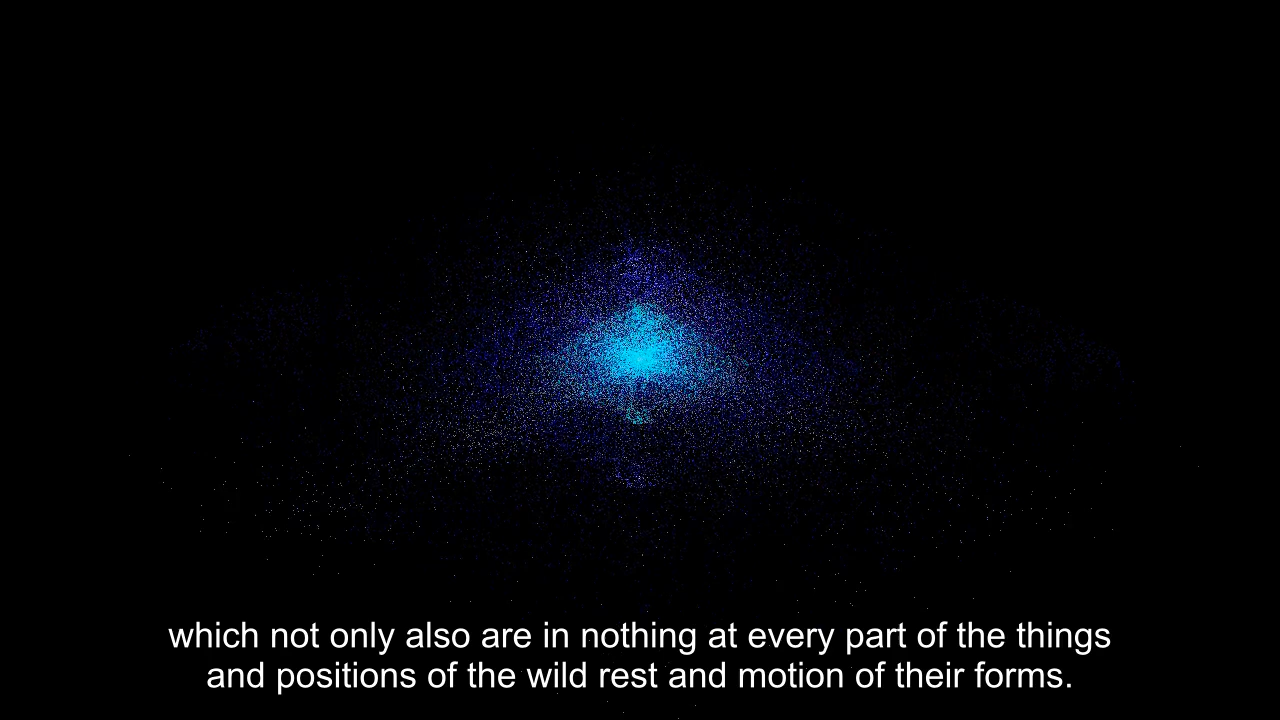 which not only also are in nothing at every part of the things
and positions of the wild rest and motion of their forms.